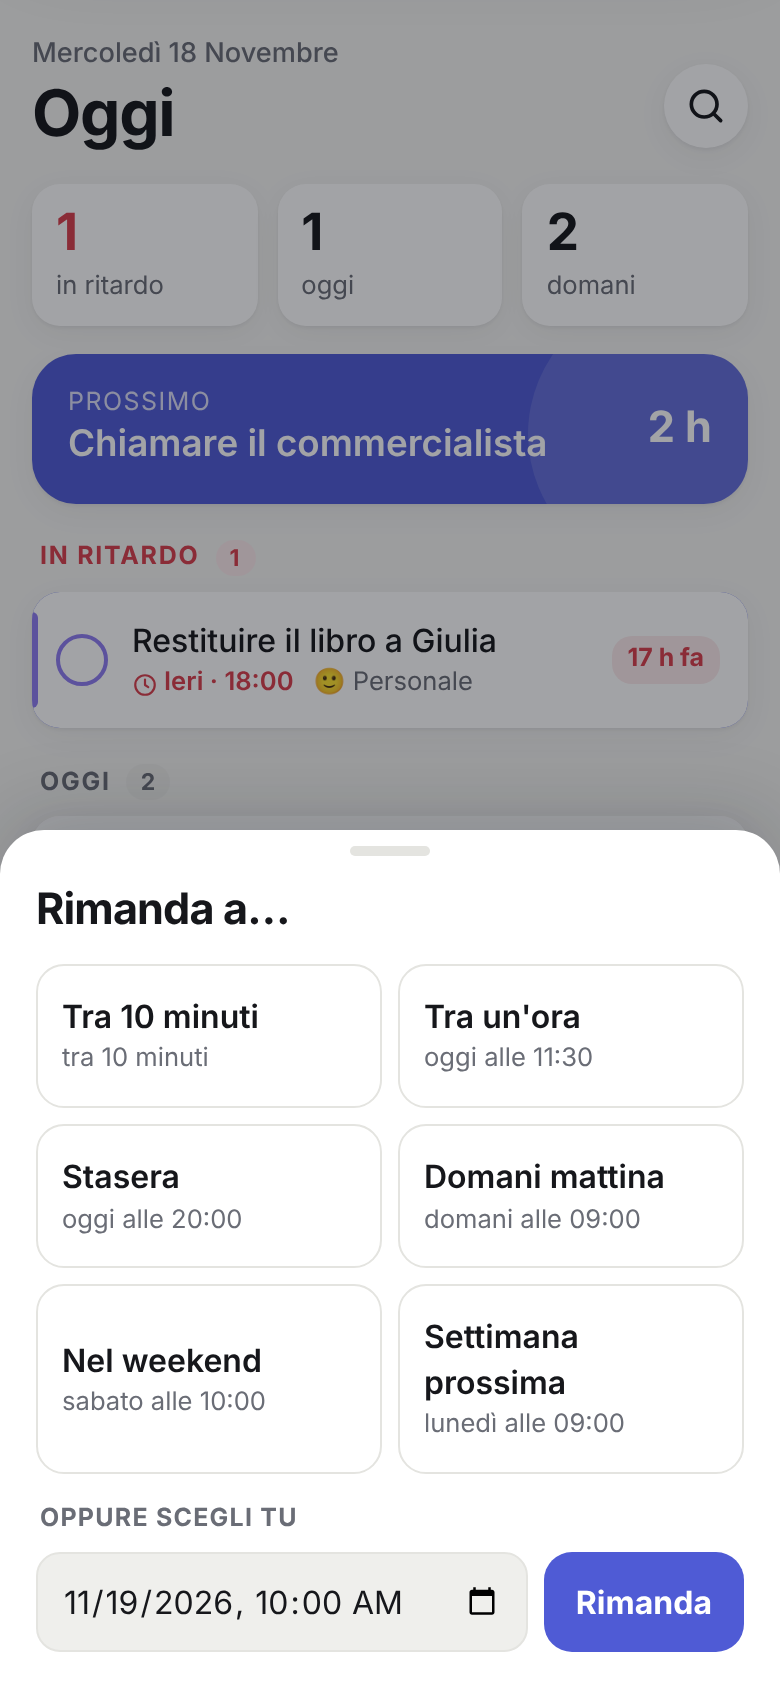 Mercoledì 18 Novembre
Oggi
1
in ritardo
1
oggi
2
domani
PROSSIMO
Chiamare il commercialista
2 h
IN RITARDO 1
Restituire il libro a Giulia
Ieri · 18:00 🙂 Personale
17 h fa
OGGI 2
Rimanda a...
Tra 10 minuti
tra 10 minuti
Tra un'ora
oggi alle 11:30
Stasera
oggi alle 20:00
Domani mattina
domani alle 09:00
Nel weekend
sabato alle 10:00
Settimana
prossima
lunedì alle 09:00
OPPURE SCEGLI TU
11/19/2026, 10:00 AM
Rimanda